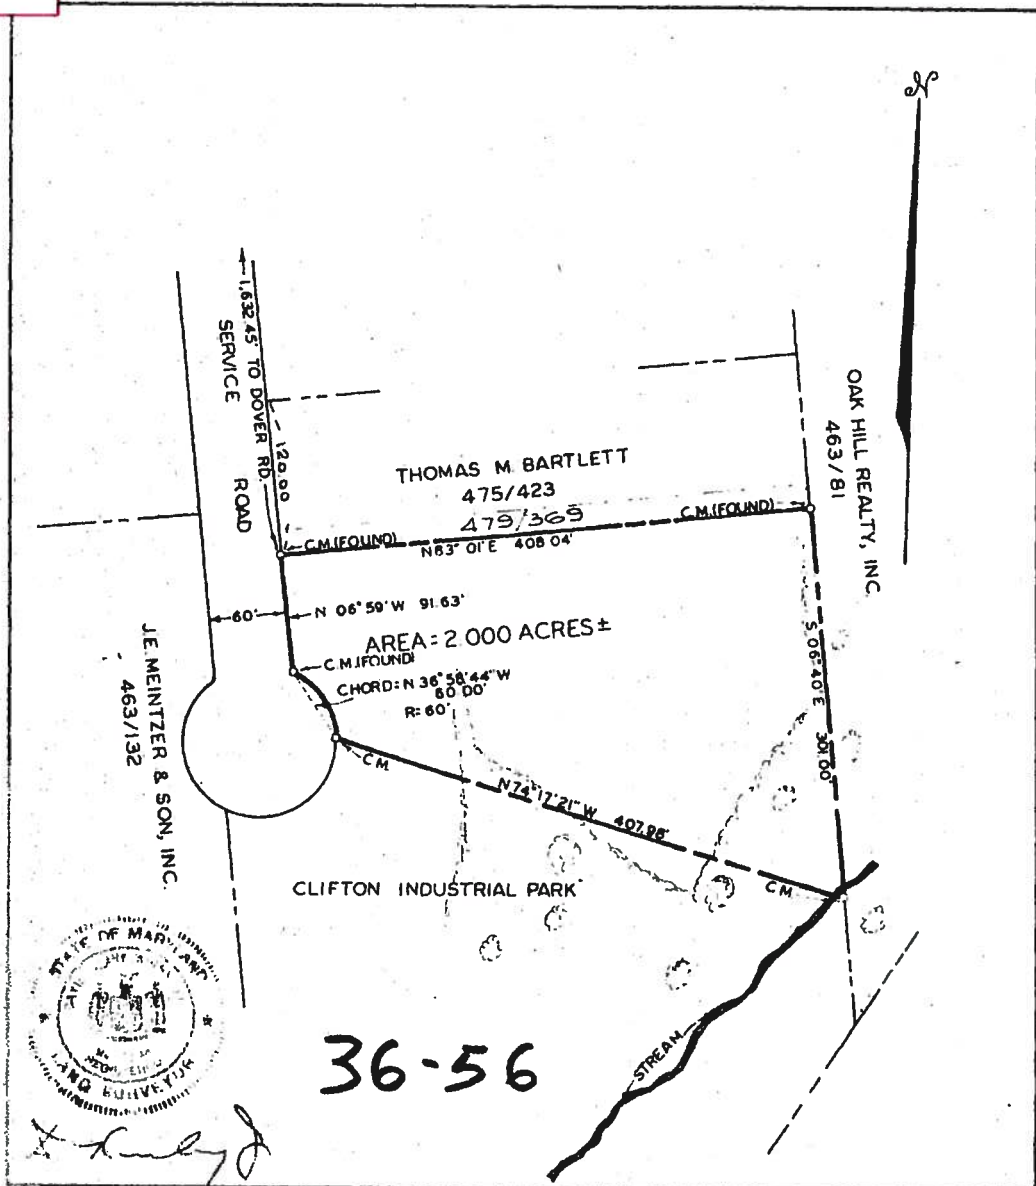 N
1,632.45' TO DOVER RD.
SERVICE ROAD
120.00
OAK HILL REALTY, INC.
463/81
THOMAS M. BARTLETT
475/423
479/369
C.M.(FOUND)
C.M.(FOUND)
N83° 01' E 408.04'
60'
N 06° 59' W 91.63'
AREA = 2.000 ACRES ±
C.M.(FOUND)
CHORD: N 36° 58' 44" W
60.00'
R= 60'
S 06° 40' E 301.00'
J.E. MEINTZER & SON, INC.
463/132
C.M.
N74° 17' 21" W 407.98'
C.M.
CLIFTON INDUSTRIAL PARK
STATE OF MARYLAND
LAND SURVEYOR
36-56
STREAM